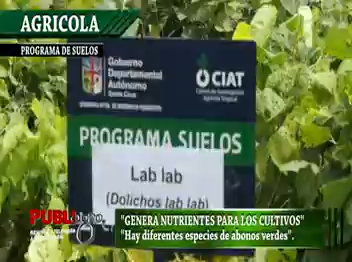 AGRICOLA
PROGRAMA DE SUELOS
Gobierno
Departamental
Autónomo
Santa Cruz
CIAT
Centro de Investigación
Agrícola Tropical
PROGRAMA SUELOS
Lab lab
(Dolichos lab lab)
PUBLI
agro
"GENERA NUTRIENTES PARA LOS CULTIVOS"
"Hay diferentes especies de abonos verdes".